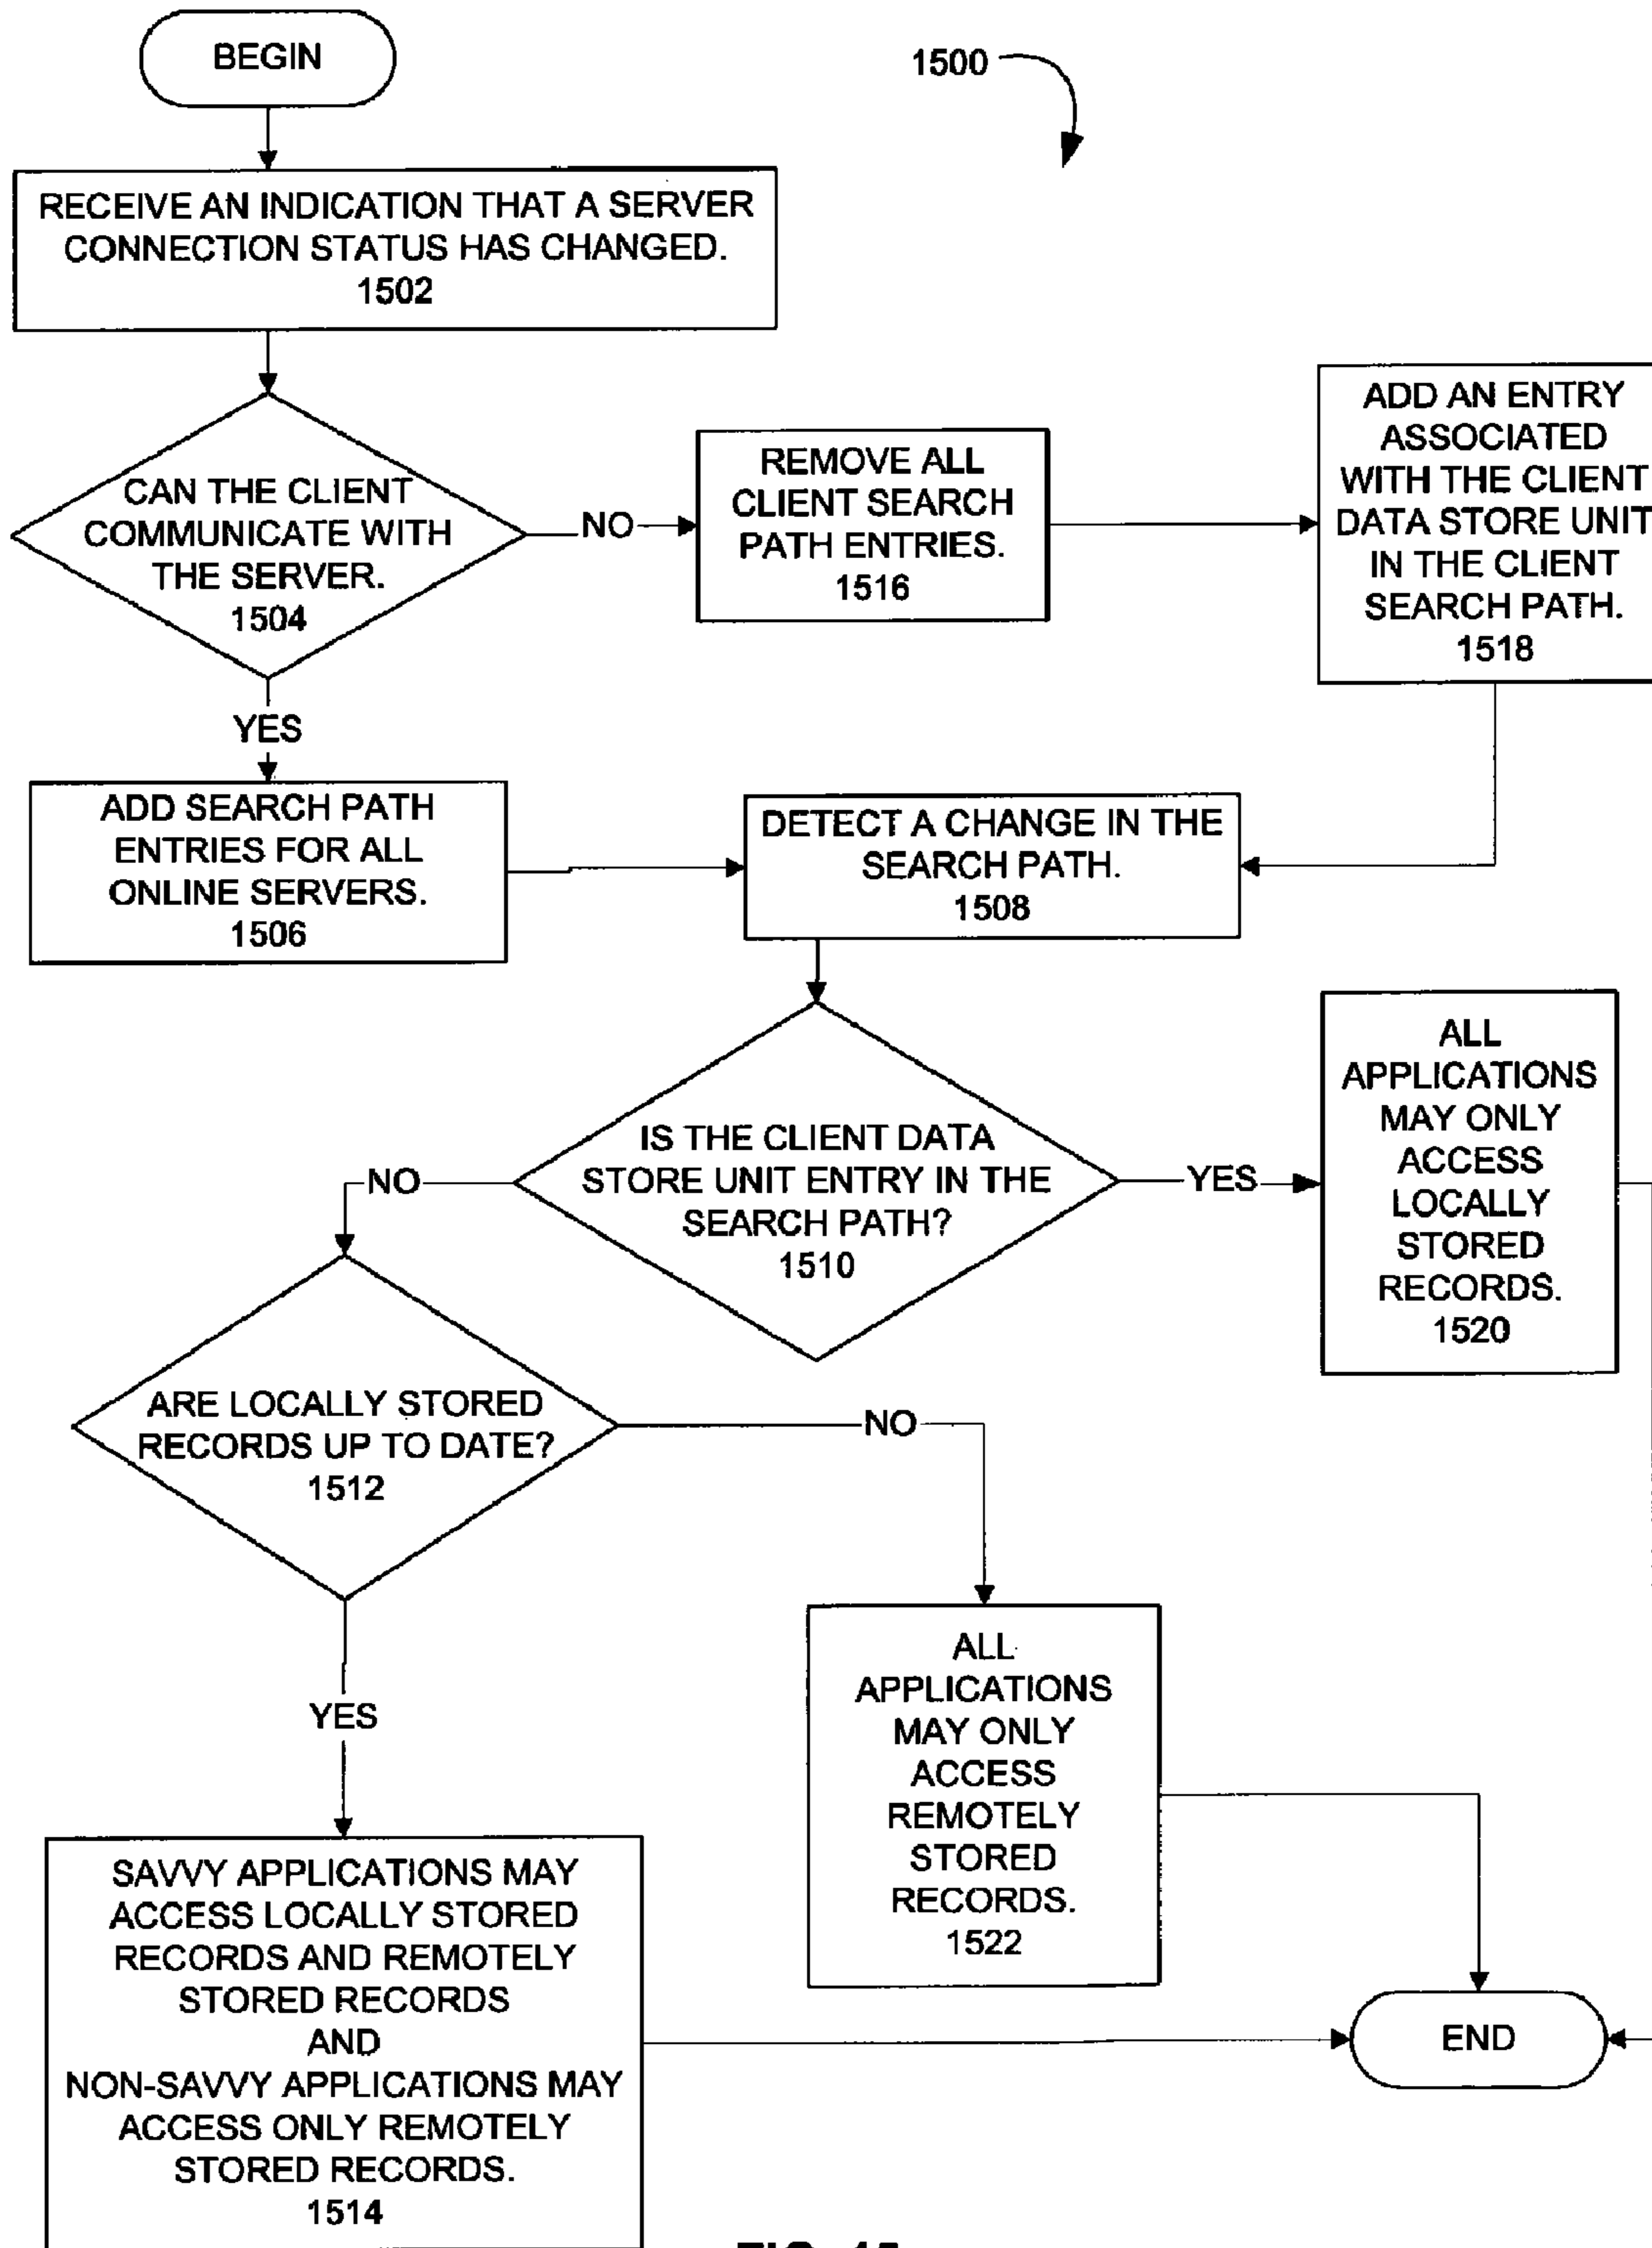 BEGIN
1500
RECEIVE AN INDICATION THAT A SERVER
CONNECTION STATUS HAS CHANGED.
1502
CAN THE CLIENT
COMMUNICATE WITH
THE SERVER.
1504
NO
REMOVE ALL
CLIENT SEARCH
PATH ENTRIES.
1516
ADD AN ENTRY
ASSOCIATED
WITH THE CLIENT
DATA STORE UNIT
IN THE CLIENT
SEARCH PATH.
1518
YES
ADD SEARCH PATH
ENTRIES FOR ALL
ONLINE SERVERS.
1506
DETECT A CHANGE IN THE
SEARCH PATH.
1508
IS THE CLIENT DATA
STORE UNIT ENTRY IN THE
SEARCH PATH?
1510
NO
YES
ALL
APPLICATIONS
MAY ONLY
ACCESS
LOCALLY
STORED
RECORDS.
1520
ARE LOCALLY STORED
RECORDS UP TO DATE?
1512
NO
YES
ALL
APPLICATIONS
MAY ONLY
ACCESS
REMOTELY
STORED
RECORDS.
1522
SAVVY APPLICATIONS MAY
ACCESS LOCALLY STORED
RECORDS AND REMOTELY
STORED RECORDS
AND
NON-SAVVY APPLICATIONS MAY
ACCESS ONLY REMOTELY
STORED RECORDS.
1514
END